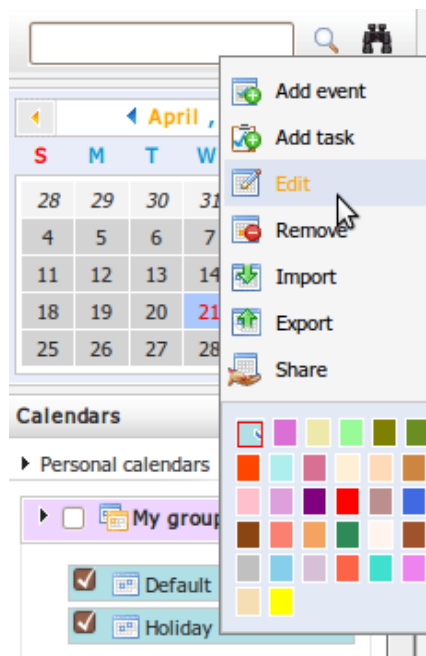 Add event
April ,
Add task
S M T W
Edit
28 29 30 31
4 5 6 7
Remove
11 12 13 14
Import
18 19 20 21
Export
25 26 27 28
Share
Calendars
Personal calendars
My group
Default
Holiday